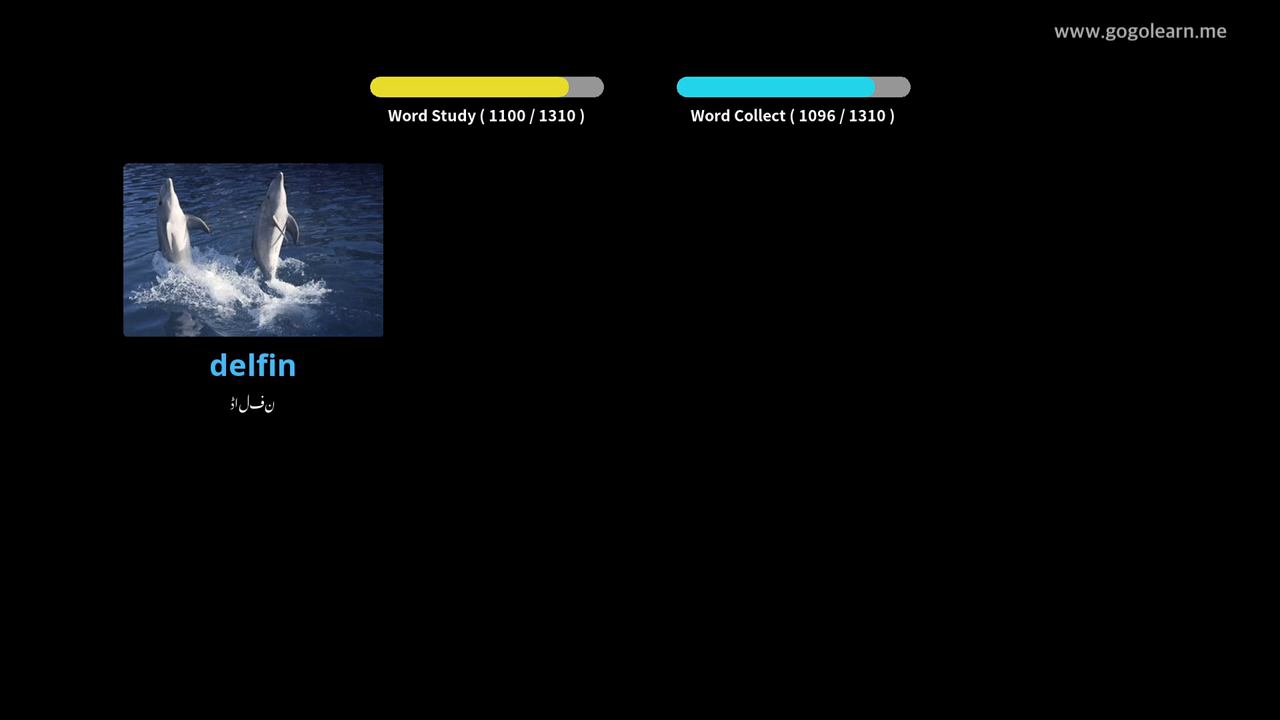 www.gogolearn.me
Word Study ( 1100 / 1310 )
Word Collect ( 1096 / 1310 )
delfin
ڈالفن